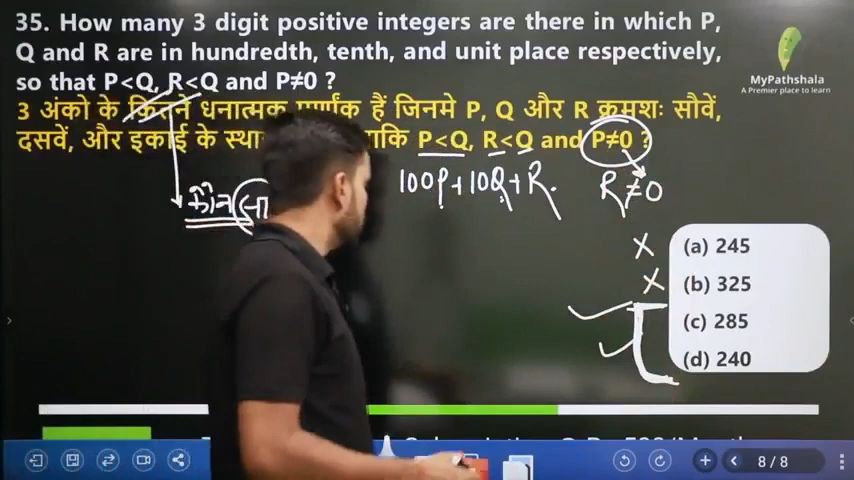 35. How many 3 digit positive integers are there in which P,
Q and R are in hundredth, tenth, and unit place respectively,
so that P<Q, R<Q and P≠0 ?
MyPathshala
A Premier place to learn
3 अंको के कितने धनात्मक पूर्णांक हैं जिनमे P, Q और R क्रमशः सौवें,
दसवें, और इकाई के P<Q, R<Q and P≠0 ?
100P+10Q+R. R≠0
(a) 245
(b) 325
(c) 285
(d) 240
8/8